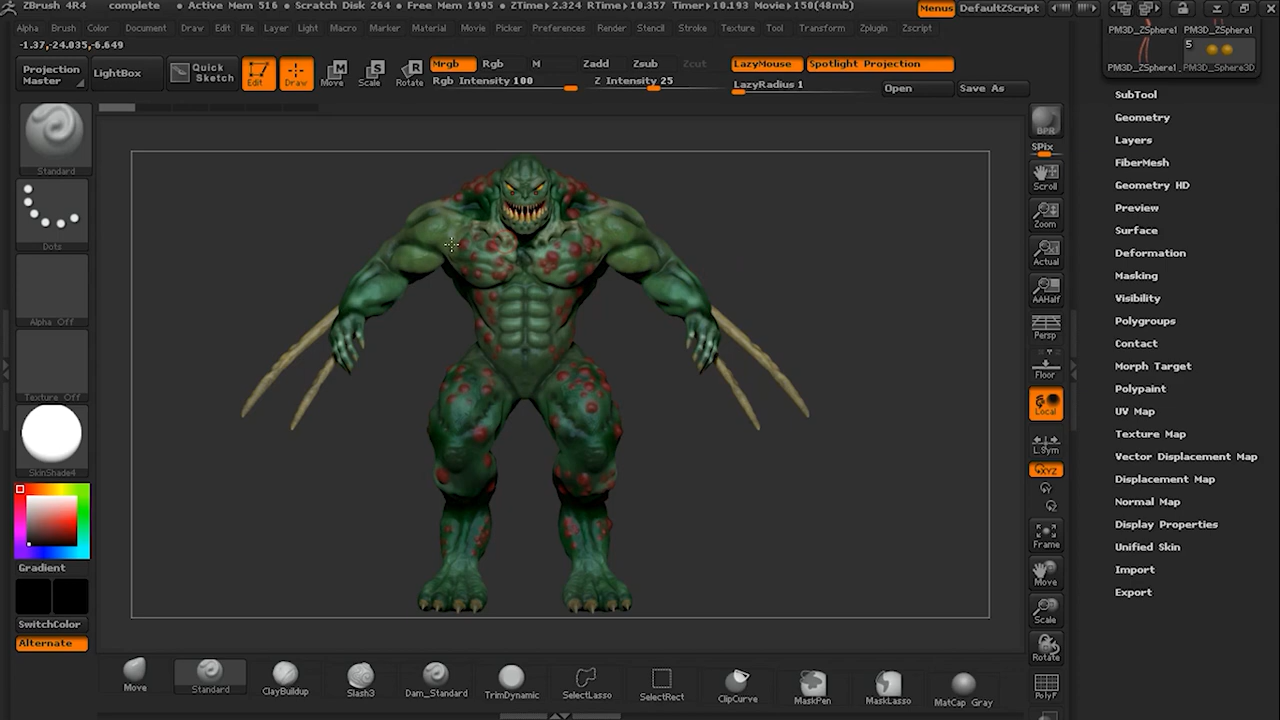 ZBrush 4R4 complete • Active Mem 516 • Scratch Disk 264 • Free Mem 1995 • ZTime▸2.324 RTime▸10.357 Timer▸10.193 Movie▸150(48mb) Menus DefaultZScript
Alpha Brush Color Document Draw Edit File Layer Light Macro Marker Material Movie Picker Preferences Render Stencil Stroke Texture Tool Transform Zplugin Zscript
-1.37,-24.035,-6.649
Projection Master
LightBox
Quick Sketch
Edit
Draw
Move
Scale
Rotate
Mrgb Rgb M Zadd Zsub Zcut
Rgb Intensity 100 Z Intensity 25
LazyMouse Spotlight Projection
LazyRadius 1 Open Save As
PM3D_ZSphere1 PM3D_ZSphere1
5
PM3D_ZSphere1 PM3D_Sphere3D
SubTool
Geometry
Layers
FiberMesh
Geometry HD
Preview
Surface
Deformation
Masking
Visibility
Polygroups
Contact
Morph Target
Polypaint
UV Map
Texture Map
Vector Displacement Map
Displacement Map
Normal Map
Display Properties
Unified Skin
Import
Export
Standard
Dots
Alpha Off
Texture Off
SkinShade4
Gradient
SwitchColor
Alternate
BPR
SPix
Scroll
Zoom
Actual
AAHalf
Persp
Floor
Local
L.Sym
XYZ
Frame
Move
Scale
Rotate
PolyF
Move
Standard
ClayBuildup
Slash3
Dam_Standard
TrimDynamic
SelectLasso
SelectRect
ClipCurve
MaskPen
MaskLasso
MatCap Gray